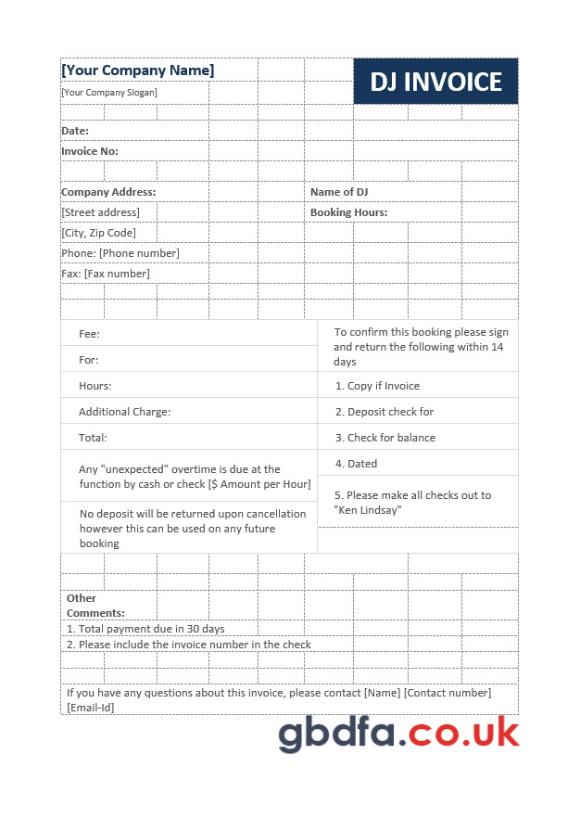 [Your Company Name]
DJ INVOICE
[Your Company Slogan]
Date:
Invoice No:
Company Address:
Name of DJ
[Street address]
Booking Hours:
[City, Zip Code]
Phone: [Phone number]
Fax: [Fax number]
Fee:
For:
Hours:
Additional Charge:
Total:
Any "unexpected" overtime is due at the
function by cash or check [$ Amount per Hour]
No deposit will be returned upon cancellation
however this can be used on any future
booking
To confirm this booking please sign
and return the following within 14
days
1. Copy if Invoice
2. Deposit check for
3. Check for balance
4. Dated
5. Please make all checks out to
"Ken Lindsay"
Other
Comments:
1. Total payment due in 30 days
2. Please include the invoice number in the check
If you have any questions about this invoice, please contact [Name] [Contact number]
[Email-Id]
gbdfa.co.uk